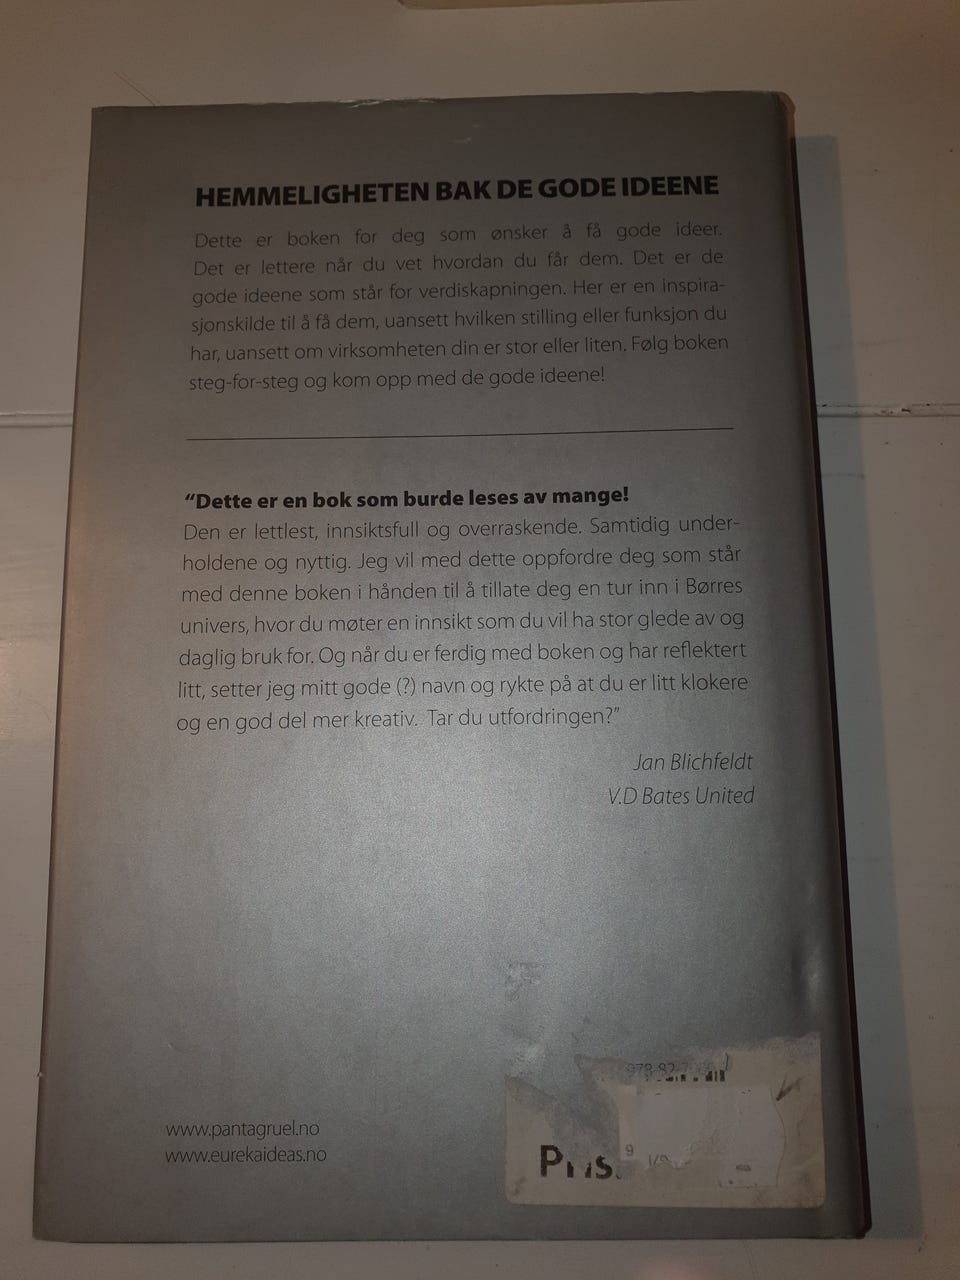 HEMMELIGHETEN BAK DE GODE IDEENE
Dette er boken for deg som ønsker å få gode ideer.
Det er lettere når du vet hvordan du får dem. Det er de
gode ideene som står for verdiskapningen. Her er en inspira-
sjonskilde til å få dem, uansett hvilken stilling eller funksjon du
har, uansett om virksomheten din er stor eller liten. Følg boken
steg-for-steg og kom opp med de gode ideene!
“Dette er en bok som burde leses av mange!
Den er lettlest, innsiktsfull og overraskende. Samtidig under-
holdene og nyttig. Jeg vil med dette oppfordre deg som står
med denne boken i hånden til å tillate deg en tur inn i Børres
univers, hvor du møter en innsikt som du vil ha stor glede av og
daglig bruk for. Og når du er ferdig med boken og har reflektert
litt, setter jeg mitt gode (?) navn og rykte på at du er litt klokere
og en god del mer kreativ. Tar du utfordringen?”
Jan Blichfeldt
V.D Bates United
978-82-
9
Pris.
www.pantagruel.no
www.eurekaideas.no